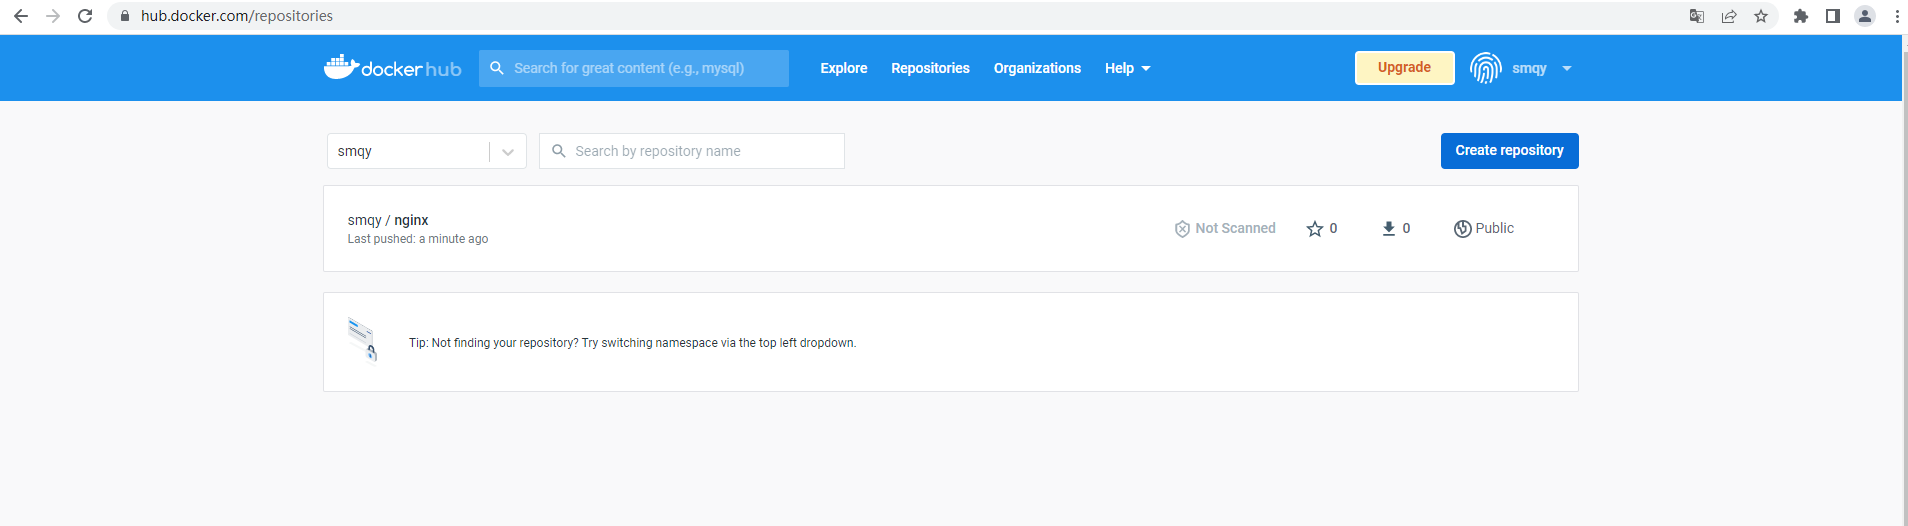 hub.docker.com/repositories
docker hub Search for great content (e.g., mysql) Explore Repositories Organizations Help Upgrade smqy
smqy Search by repository name Create repository
smqy / nginx
Last pushed: a minute ago
Not Scanned 0 0 Public
Tip: Not finding your repository? Try switching namespace via the top left dropdown.